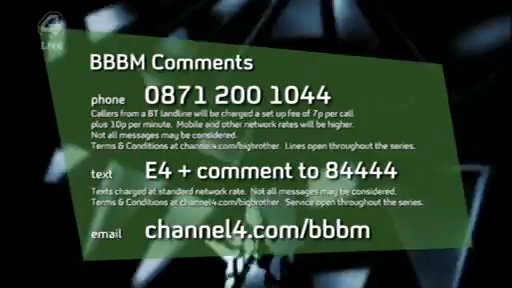 4
Live
BBBM Comments
phone 0871 200 1044
Callers from a BT landline will be charged a set up fee of 7p per call
plus 10p per minute. Mobile and other network rates will be higher.
Not all messages may be considered.
Terms & Conditions at channel4.com/bigbrother. Lines open throughout the series.
text E4 + comment to 84444
Texts charged at standard network rate. Not all messages may be considered.
Terms & Conditions at channel4.com/bigbrother. Service open throughout the series.
email channel4.com/bbbm